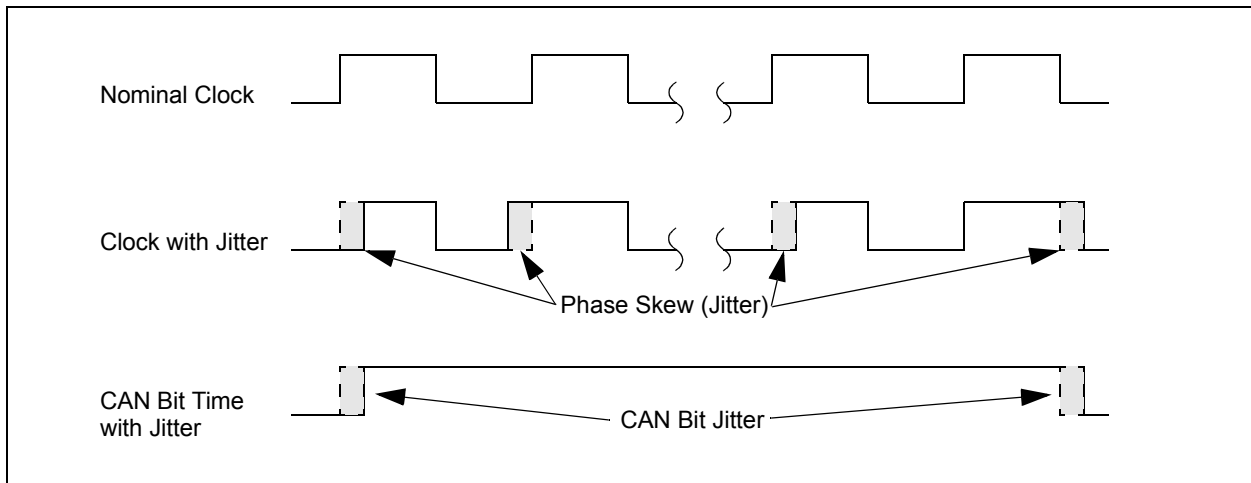 Nominal Clock
Clock with Jitter
Phase Skew (Jitter)
CAN Bit Time
with Jitter
CAN Bit Jitter